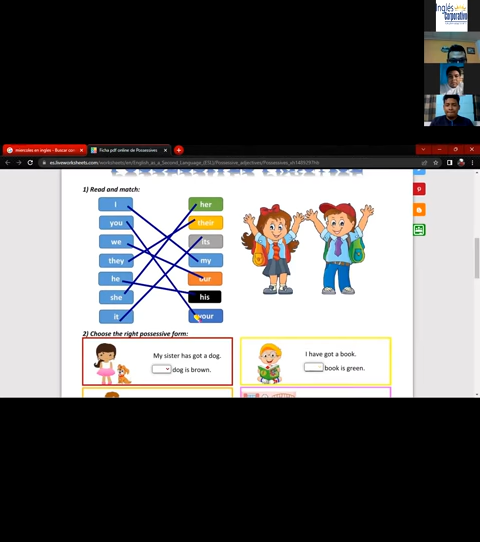 Inglés
Corporativo
miercoles en ingles - Buscar con
Ficha pdf online de Possessives
es.liveworksheets.com/worksheets/en/English_as_a_Second_Language_(ESL)/Possessive_adjectives/Possessives_
1) Read and match:
I her
you their
we its
they my
he our
she his
it your
2) Choose the right possessive form:
My sister has got a dog.
dog is brown.
I have got a book.
book is green.